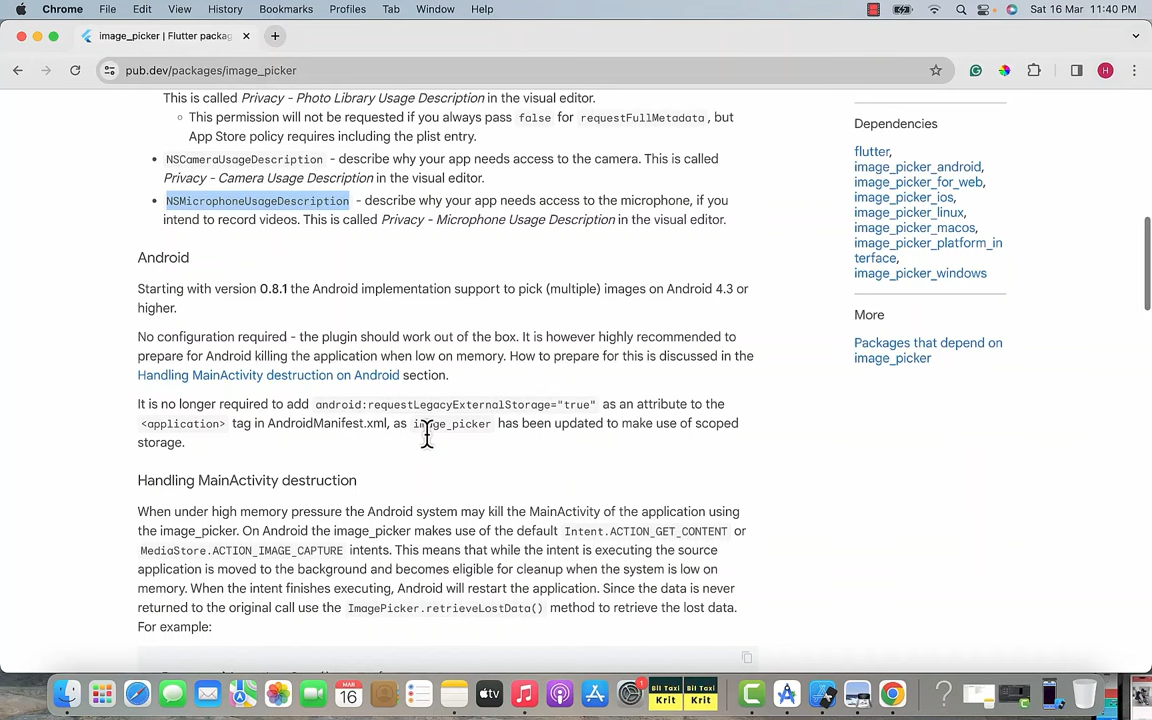 Chrome File Edit View History Bookmarks Profiles Tab Window Help Sat 16 Mar 11:40 PM
image_picker | Flutter packag
pub.dev/packages/image_picker
H
This is called Privacy - Photo Library Usage Description in the visual editor.
This permission will not be requested if you always pass false for requestFullMetadata, but
App Store policy requires including the plist entry.
NSCameraUsageDescription - describe why your app needs access to the camera. This is called
Privacy - Camera Usage Description in the visual editor.
NSMicrophoneUsageDescription - describe why your app needs access to the microphone, if you
intend to record videos. This is called Privacy - Microphone Usage Description in the visual editor.
Android
Starting with version 0.8.1 the Android implementation support to pick (multiple) images on Android 4.3 or
higher.
No configuration required - the plugin should work out of the box. It is however highly recommended to
prepare for Android killing the application when low on memory. How to prepare for this is discussed in the
Handling MainActivity destruction on Android section.
It is no longer required to add android:requestLegacyExternalStorage="true" as an attribute to the
<application> tag in AndroidManifest.xml, as image_picker has been updated to make use of scoped
storage.
Handling MainActivity destruction
When under high memory pressure the Android system may kill the MainActivity of the application using
the image_picker. On Android the image_picker makes use of the default Intent.ACTION_GET_CONTENT or
MediaStore.ACTION_IMAGE_CAPTURE intents. This means that while the intent is executing the source
application is moved to the background and becomes eligible for cleanup when the system is low on
memory. When the intent finishes executing, Android will restart the application. Since the data is never
returned to the original call use the ImagePicker.retrieveLostData() method to retrieve the lost data.
For example:
Dependencies
flutter,
image_picker_android,
image_picker_for_web,
image_picker_ios,
image_picker_linux,
image_picker_macos,
image_picker_platform_in
terface,
image_picker_windows
More
Packages that depend on
image_picker
MAR
16
tv
1
Bit Taxi
Krit
Bit Taxi
Krit